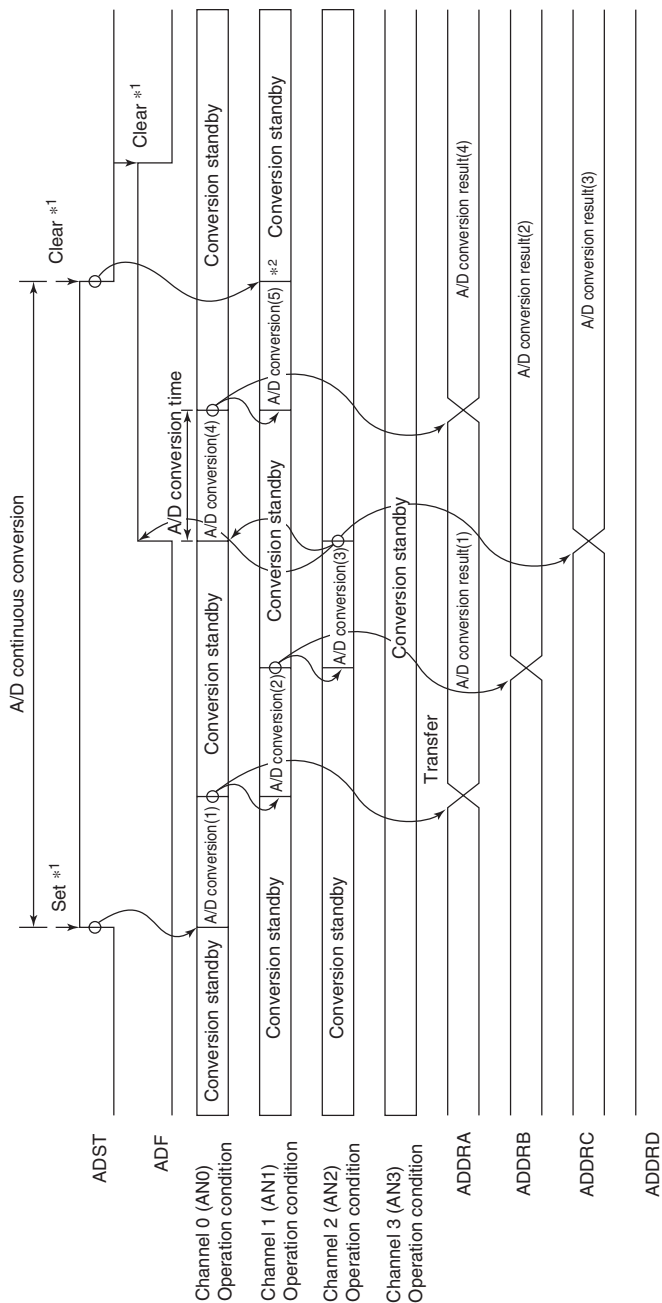 A/D continuous conversion
Set *1
Clear *1
Clear *1
ADST
ADF
A/D conversion time
Channel 0 (AN0)
Operation condition
Conversion standby
A/D conversion(1)
Conversion standby
A/D conversion(4)
Conversion standby
Channel 1 (AN1)
Operation condition
Conversion standby
A/D conversion(2)
Conversion standby
A/D conversion(5)
*2
Conversion standby
Channel 2 (AN2)
Operation condition
Conversion standby
A/D conversion(3)
Channel 3 (AN3)
Operation condition
Conversion standby
Transfer
ADDRA
A/D conversion result(1)
A/D conversion result(4)
ADDRB
A/D conversion result(2)
ADDRC
A/D conversion result(3)
ADDRD